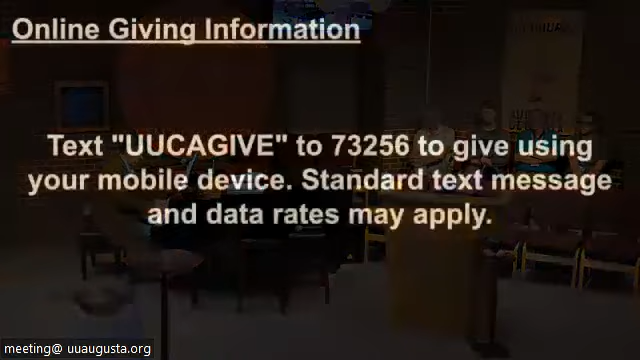 Online Giving Information
Text "UUCAGIVE" to 73256 to give using
your mobile device. Standard text message
and data rates may apply.
meeting@ uuaugusta.org